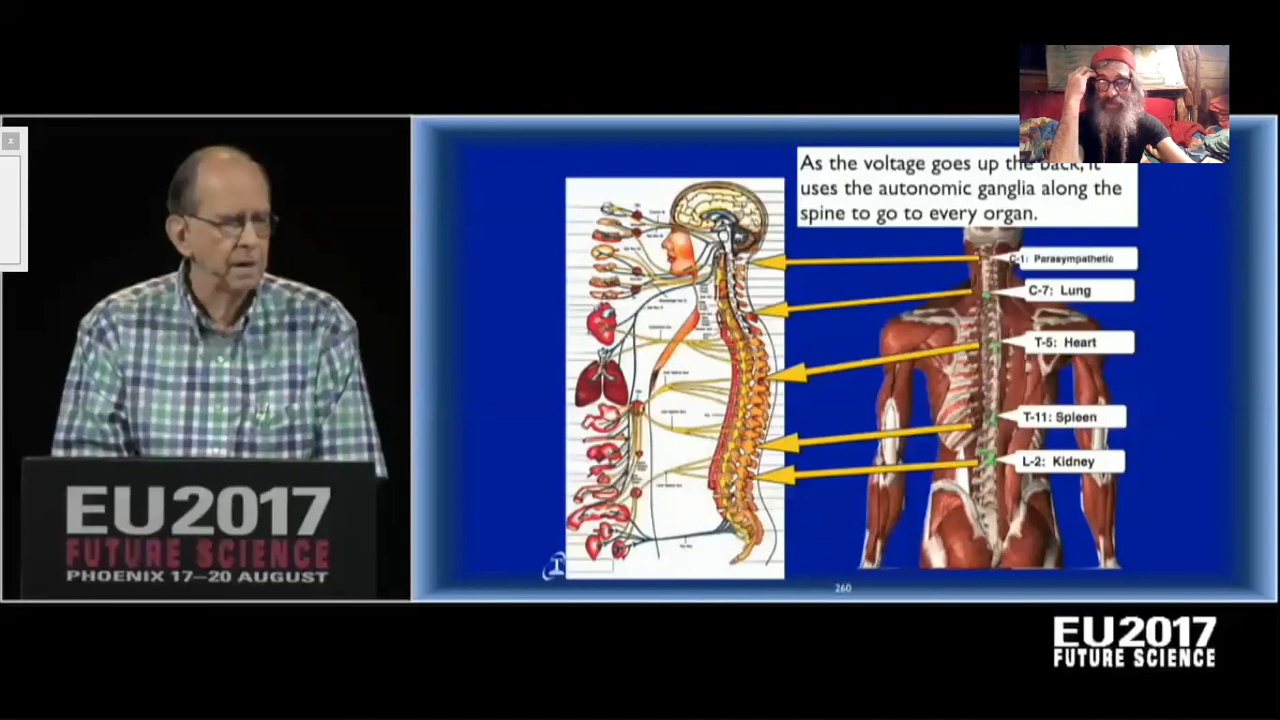 x
As the voltage goes up the back, it
uses the autonomic ganglia along the
spine to go to every organ.
C-1: Parasympathetic
C-7: Lung
T-5: Heart
T-11: Spleen
L-2: Kidney
260
EU2017
FUTURE SCIENCE
PHOENIX 17–20 AUGUST
EU2017
FUTURE SCIENCE